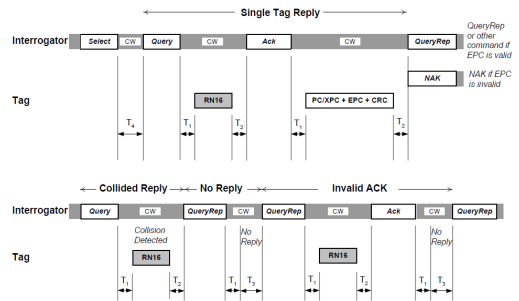 Single Tag Reply
Interrogator
Select
CW
Query
CW
Ack
CW
QueryRep
QueryRep
or other
command if
EPC is valid
NAK
NAK if EPC
is invalid
Tag
RN16
PC/XPC + EPC + CRC
T4
T1
T2
T1
T2
Collided Reply
No Reply
Invalid ACK
Interrogator
Query
CW
QueryRep
CW
QueryRep
CW
Ack
CW
QueryRep
Collision
Detected
No
Reply
No
Reply
Tag
RN16
RN16
T1
T2
T1
T3
T1
T2
T1
T3